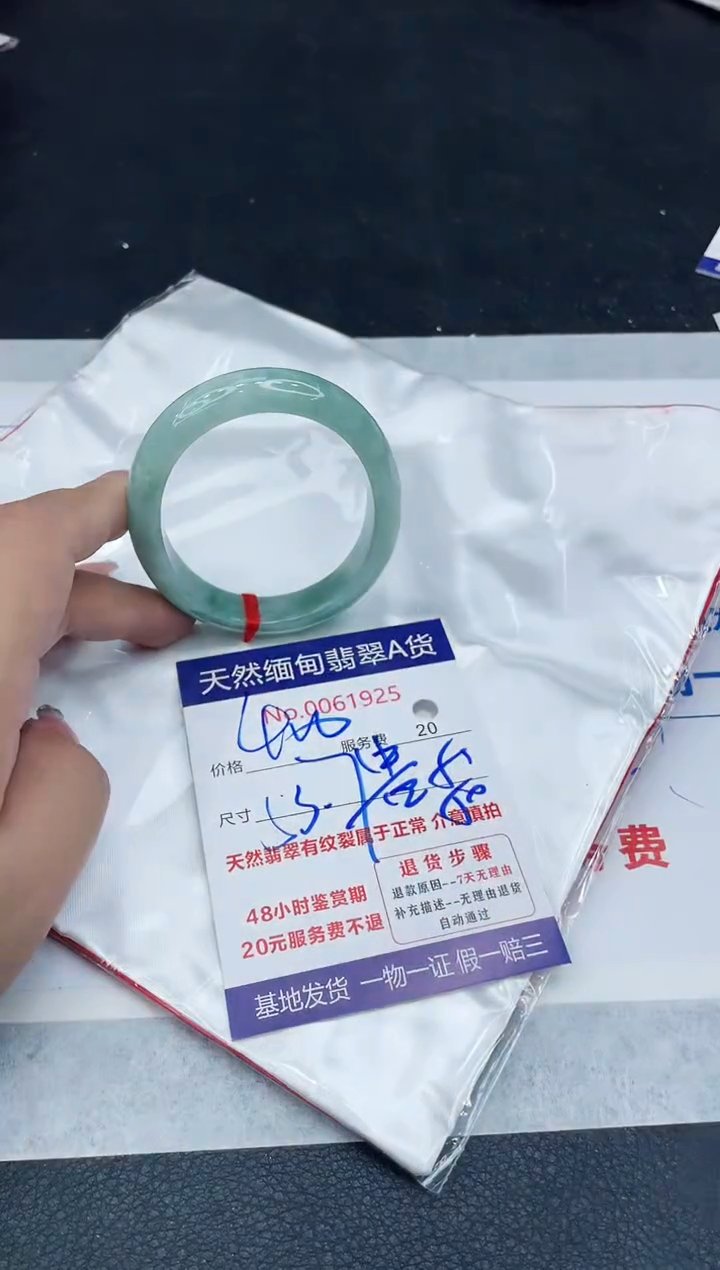 天然缅甸翡翠A货
No.0061925
服务费 20
价格
尺寸
天然翡翠有纹裂属于正常 介意慎拍
48小时鉴赏期
20元服务费不退
退货步骤
退款原因--7天无理由
补充描述--无理由退货
自动通过
基地发货 一物一证 假一赔三
费